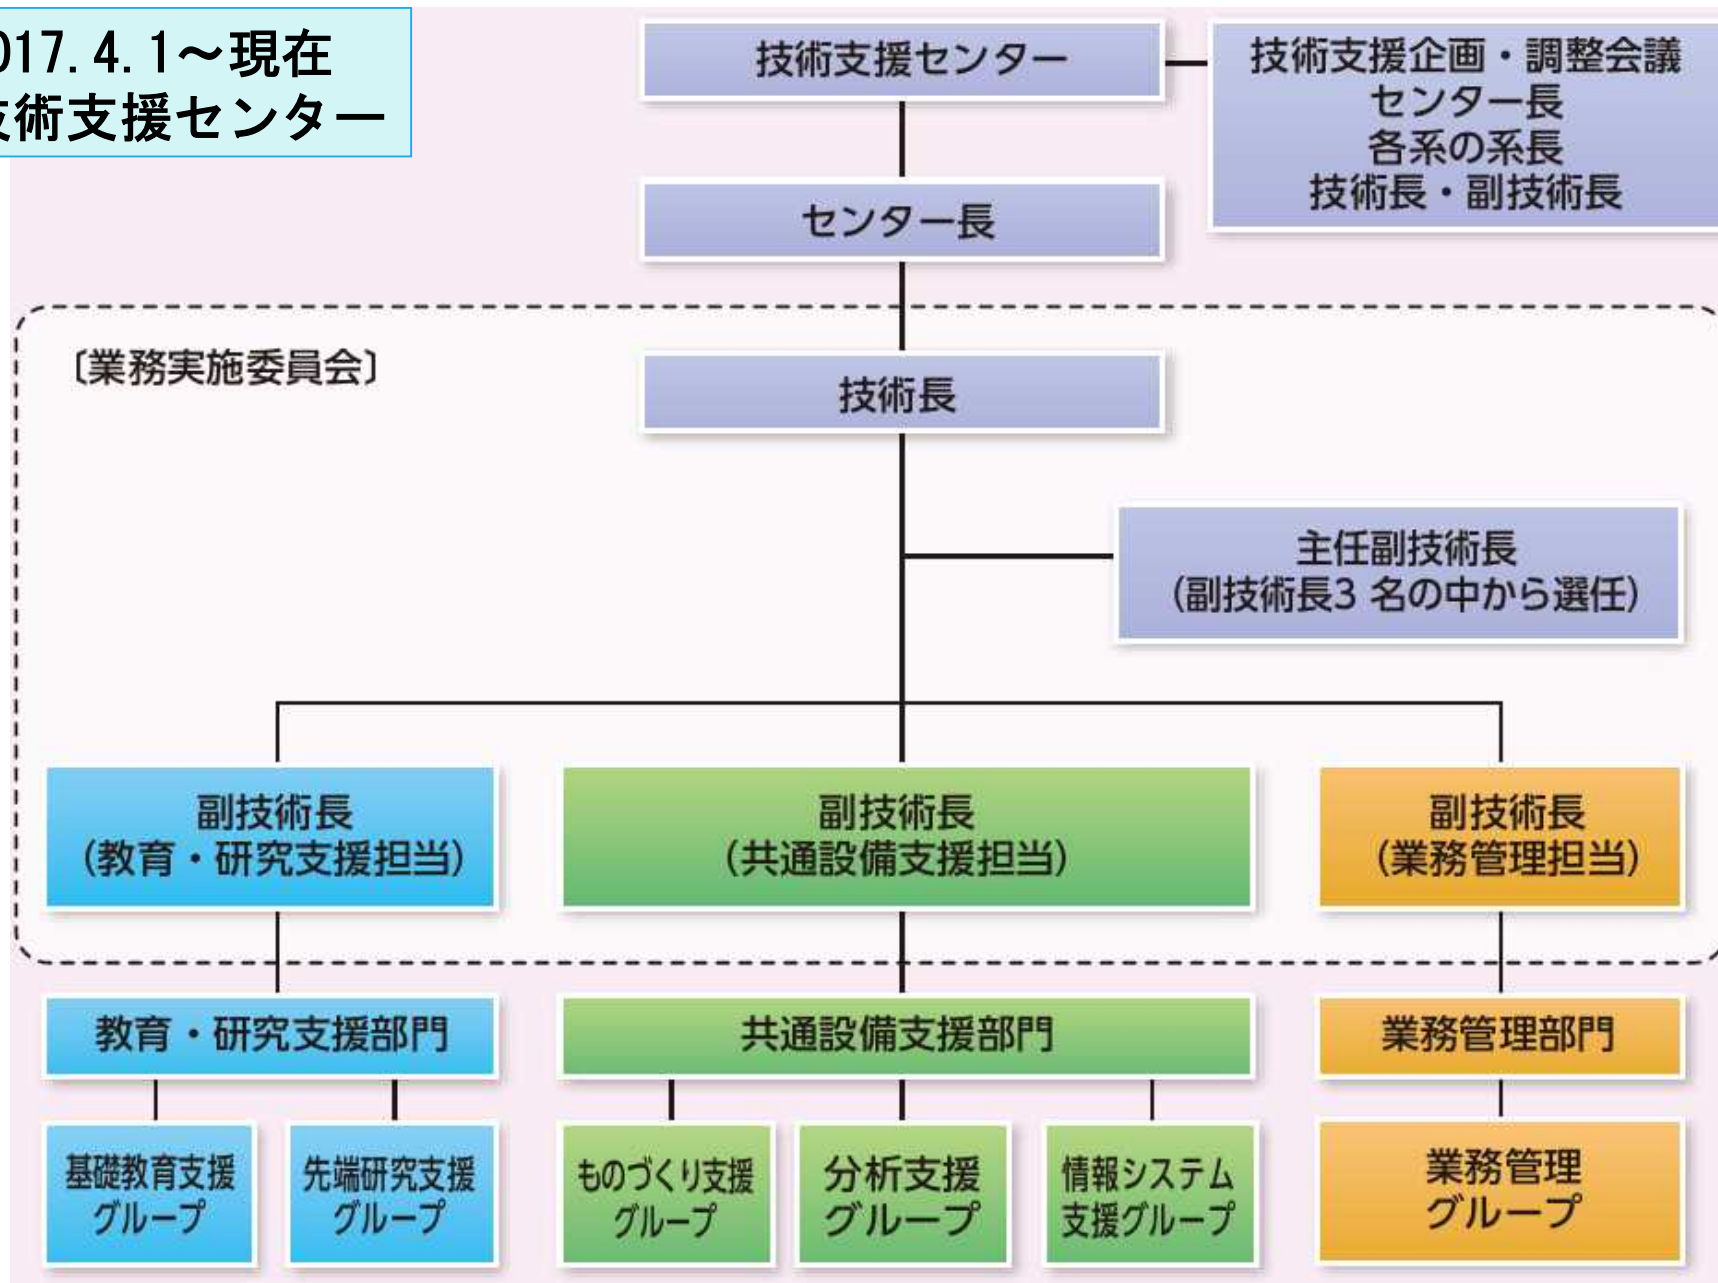 017.4.1～現在
技術支援センター
技術支援センター
技術支援企画・調整会議
センター長
各系の系長
技術長・副技術長
センター長
〔業務実施委員会〕
技術長
主任副技術長
（副技術長3 名の中から選任）
副技術長
（教育・研究支援担当）
副技術長
（共通設備支援担当）
副技術長
（業務管理担当）
教育・研究支援部門
共通設備支援部門
業務管理部門
基礎教育支援
グループ
先端研究支援
グループ
ものづくり支援
グループ
分析支援
グループ
情報システム
支援グループ
業務管理
グループ